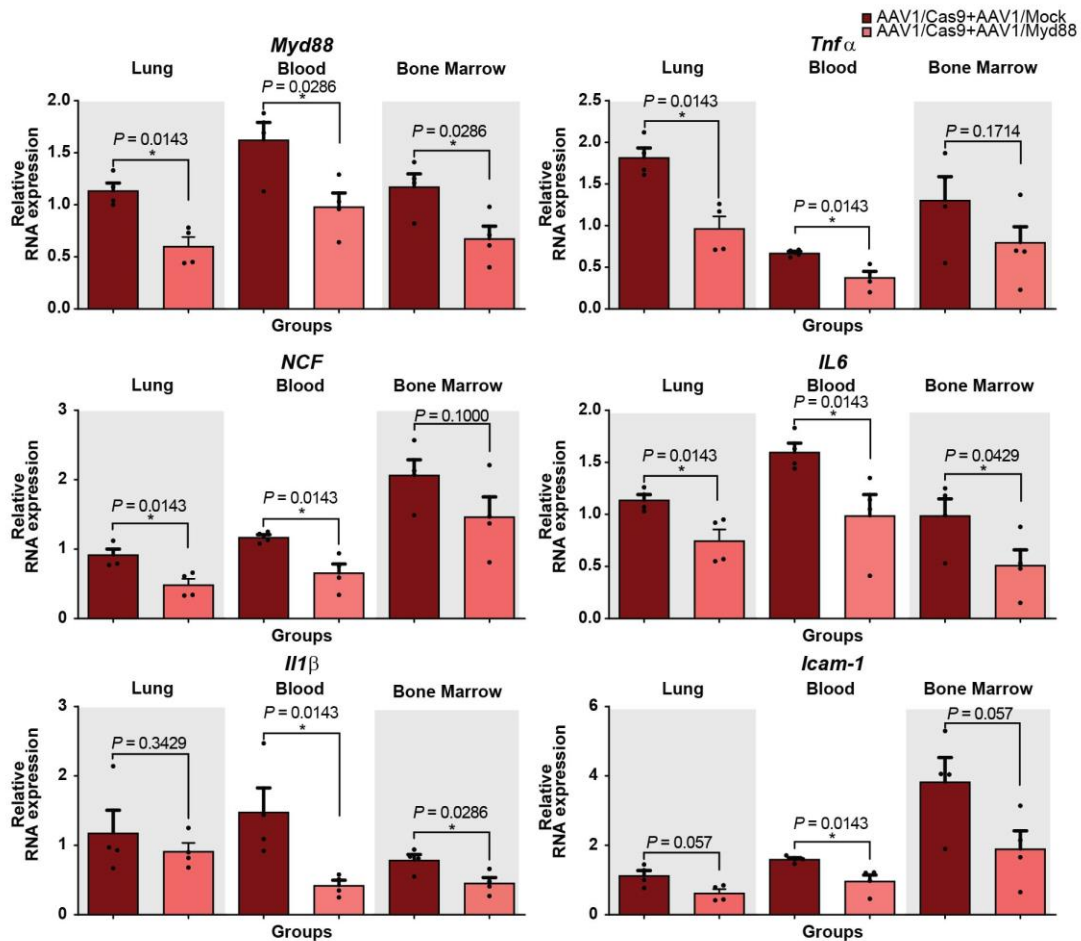 AAV1/Cas9+AAV1/Mock
AAV1/Cas9+AAV1/Myd88
Myd88
Lung Blood Bone Marrow
P = 0.0143
*
P = 0.0286
*
P = 0.0286
*
Relative
RNA expression
2.0
1.5
1.0
0.5
0.0
Groups
Tnf α
Lung Blood Bone Marrow
P = 0.0143
*
P = 0.0143
*
P = 0.1714
Relative
RNA expression
2.5
2.0
1.5
1.0
0.5
0.0
Groups
NCF
Lung Blood Bone Marrow
P = 0.0143
*
P = 0.0143
*
P = 0.1000
Relative
RNA expression
3
2
1
0
Groups
IL6
Lung Blood Bone Marrow
P = 0.0143
*
P = 0.0143
*
P = 0.0429
*
Relative
RNA expression
2.0
1.5
1.0
0.5
0.0
Groups
Il1β
Lung Blood Bone Marrow
P = 0.3429
P = 0.0143
*
P = 0.0286
*
Relative
RNA expression
3
2
1
0
Groups
Icam-1
Lung Blood Bone Marrow
P = 0.057
P = 0.0143
*
P = 0.057
Relative
RNA expression
6
4
2
0
Groups